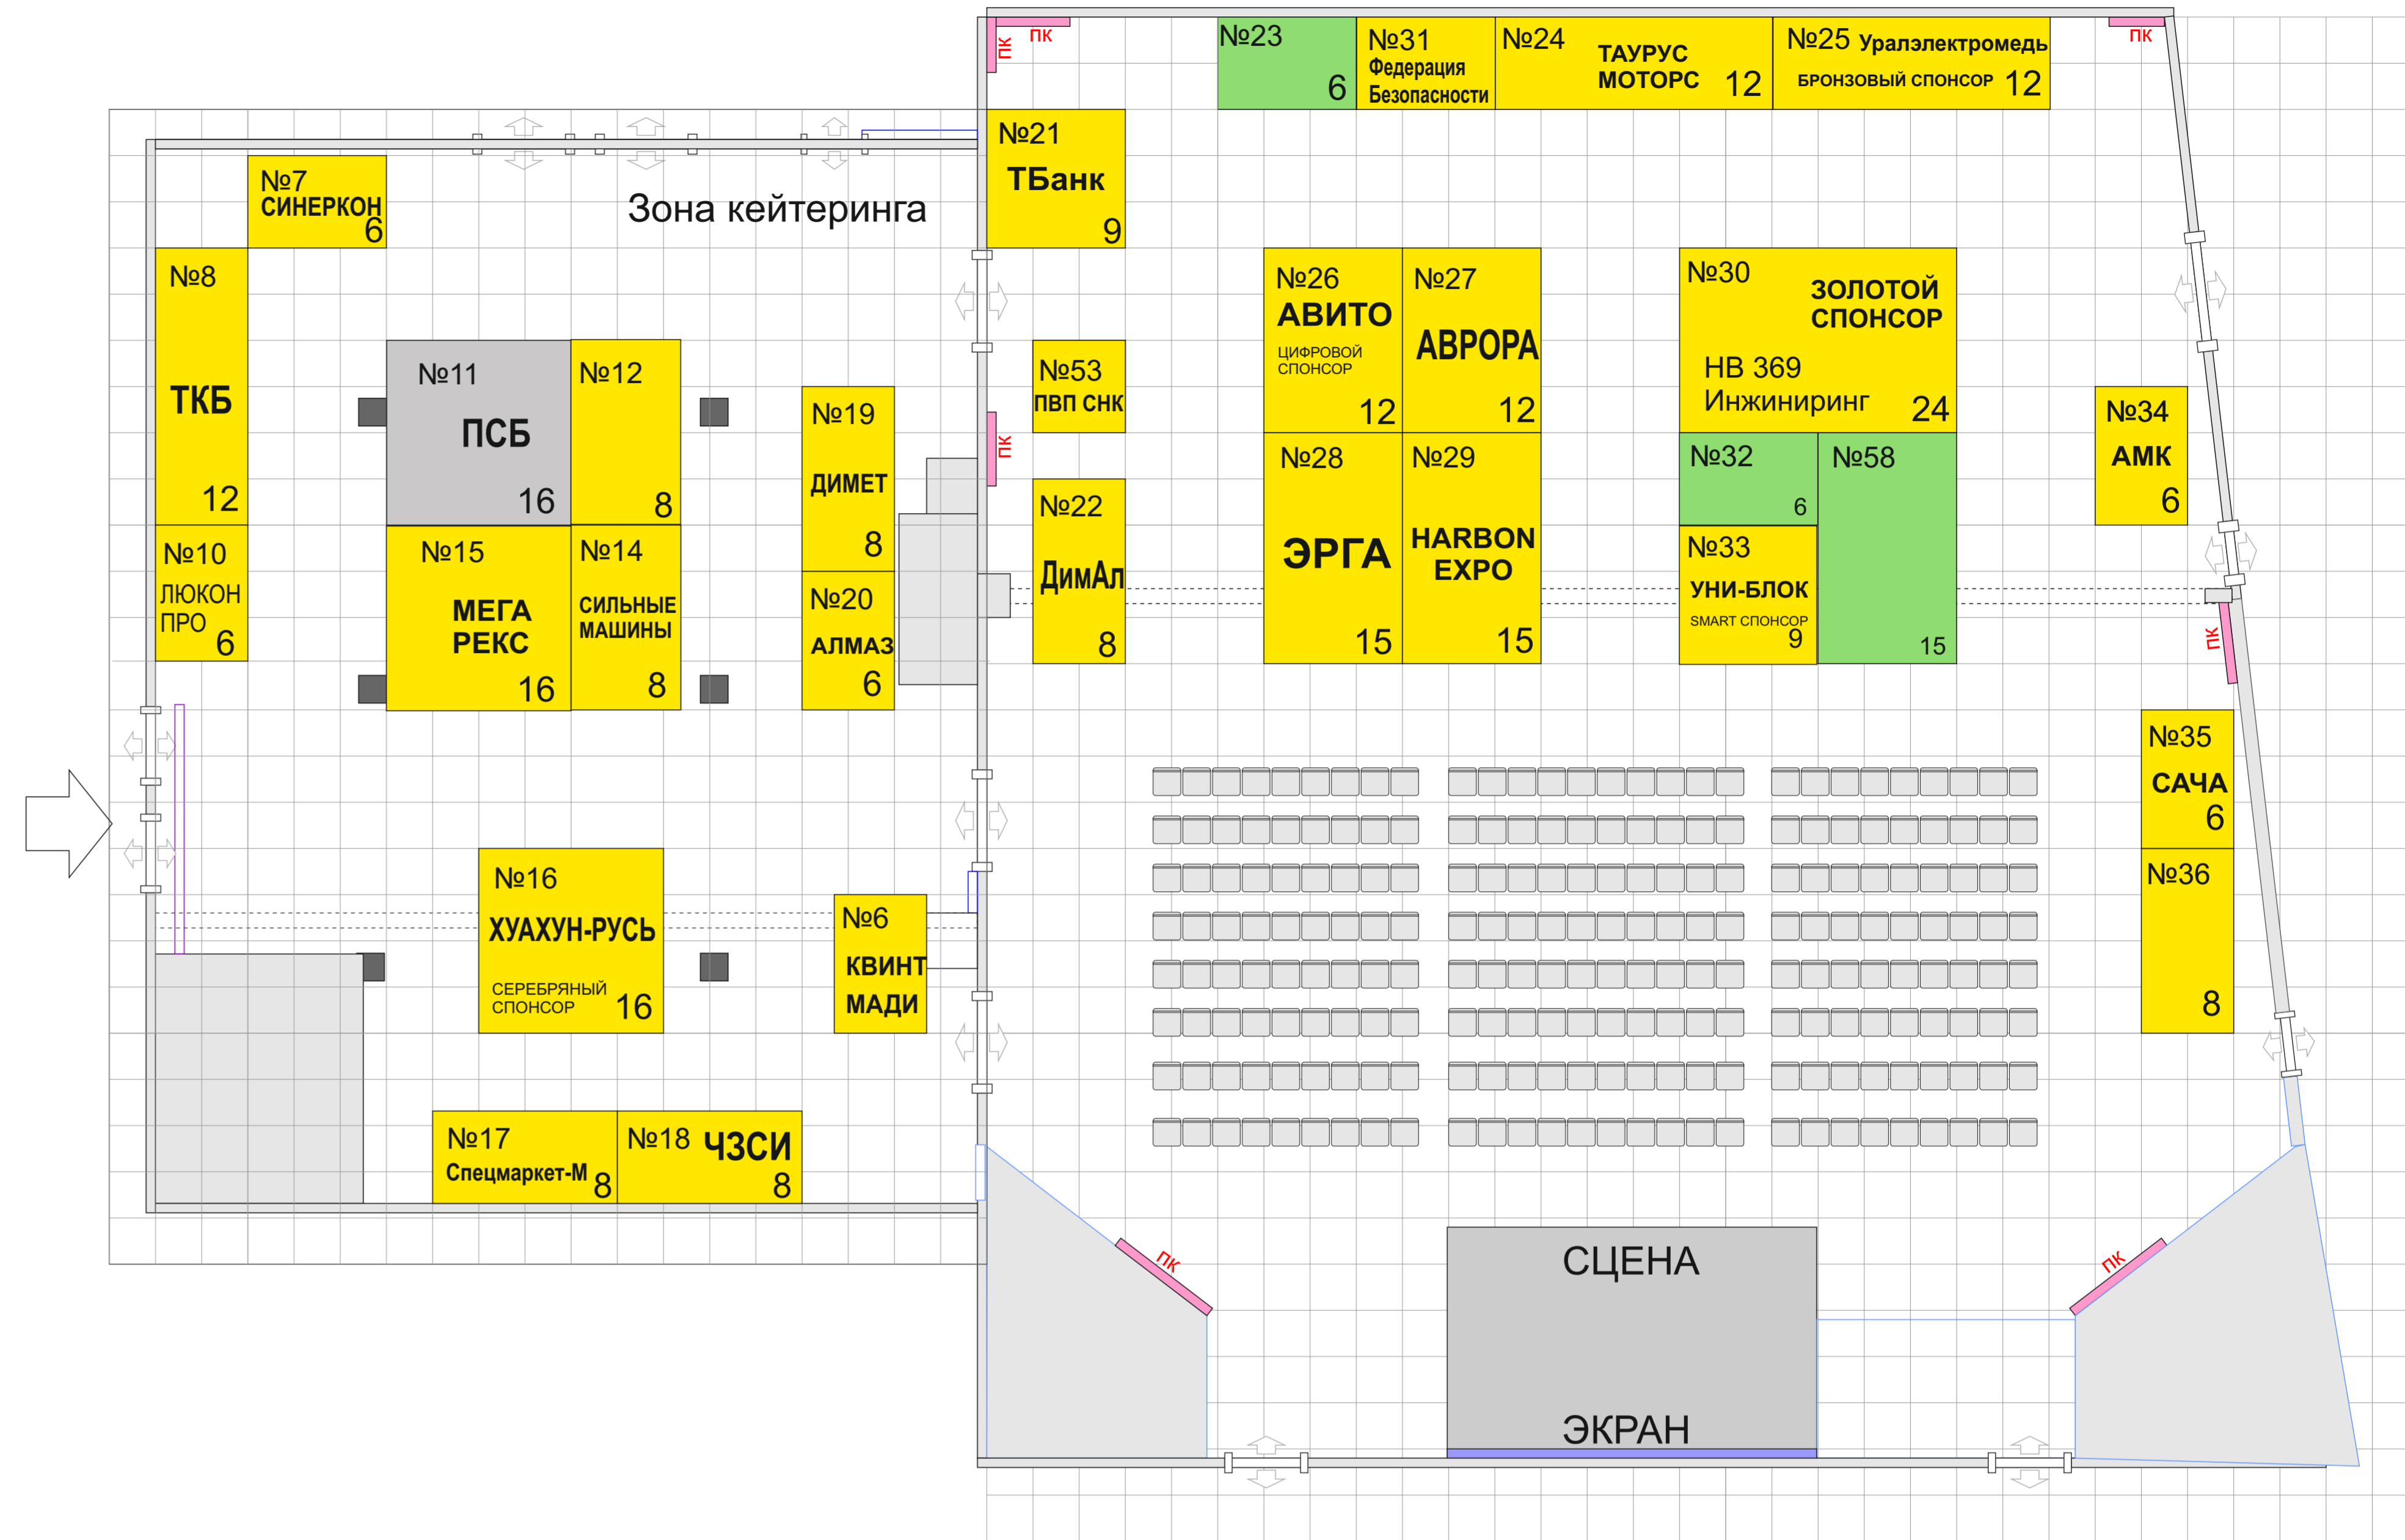 ПК
ПК
№23
6
№31
Федерация
Безопасности
№24
ТАУРУС
МОТОРС
12
№25 Уралэлектромедь
БРОНЗОВЫЙ СПОНСОР 12
ПК
№21
ТБанк
9
№7
СИНЕРКОН
6
Зона кейтеринга
№8
ТКБ
12
№10
ЛЮКОН
ПРО
6
№11
ПСБ
16
№12
8
№15
МЕГА
РЕКС
16
№14
СИЛЬНЫЕ
МАШИНЫ
8
№19
ДИМЕТ
8
№20
АЛМАЗ
6
ПК
№53
ПВП СНК
№22
ДимАл
8
№26
АВИТО
ЦИФРОВОЙ
СПОНСОР
12
№27
АВРОРА
12
№28
ЭРГА
15
№29
HARBON
EXPO
15
№30
ЗОЛОТОЙ
СПОНСОР
НВ 369
Инжиниринг
24
№32
6
№58
15
№33
УНИ-БЛОК
SMART СПОНСОР
9
№34
АМК
6
ПК
№35
САЧА
6
№36
8
№16
ХУАХУН-РУСЬ
СЕРЕБРЯНЫЙ
СПОНСОР
16
№6
КВИНТ
МАДИ
№17
Спецмаркет-М
8
№18 ЧЗСИ
8
ПК
СЦЕНА
ЭКРАН
ПК